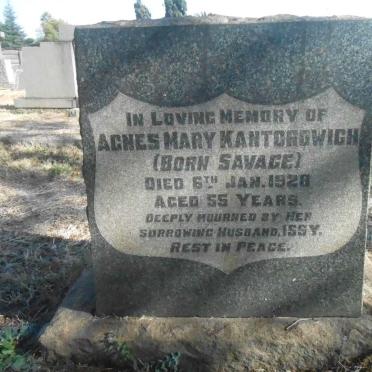 IN LOVING MEMORY OF
AGNES MARY KANTOROWICH
(BORN SAVAGE)
DIED 6TH JAN. 1928
AGED 55 YEARS.
DEEPLY MOURNED BY HER
SORROWING HUSBAND, ISSY.
REST IN PEACE.